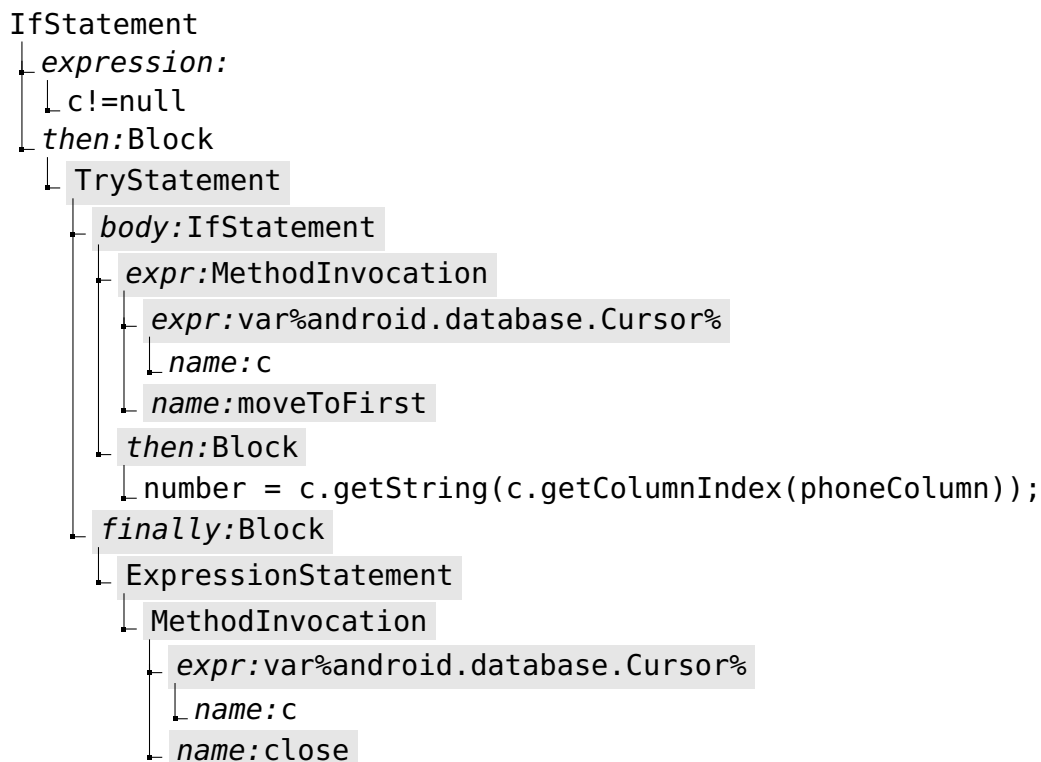 IfStatement
expression:
c!=null
then:Block
TryStatement
body:IfStatement
expr:MethodInvocation
expr:var%android.database.Cursor%
name:c
name:moveToFirst
then:Block
number = c.getString(c.getColumnIndex(phoneColumn));
finally:Block
ExpressionStatement
MethodInvocation
expr:var%android.database.Cursor%
name:c
name:close